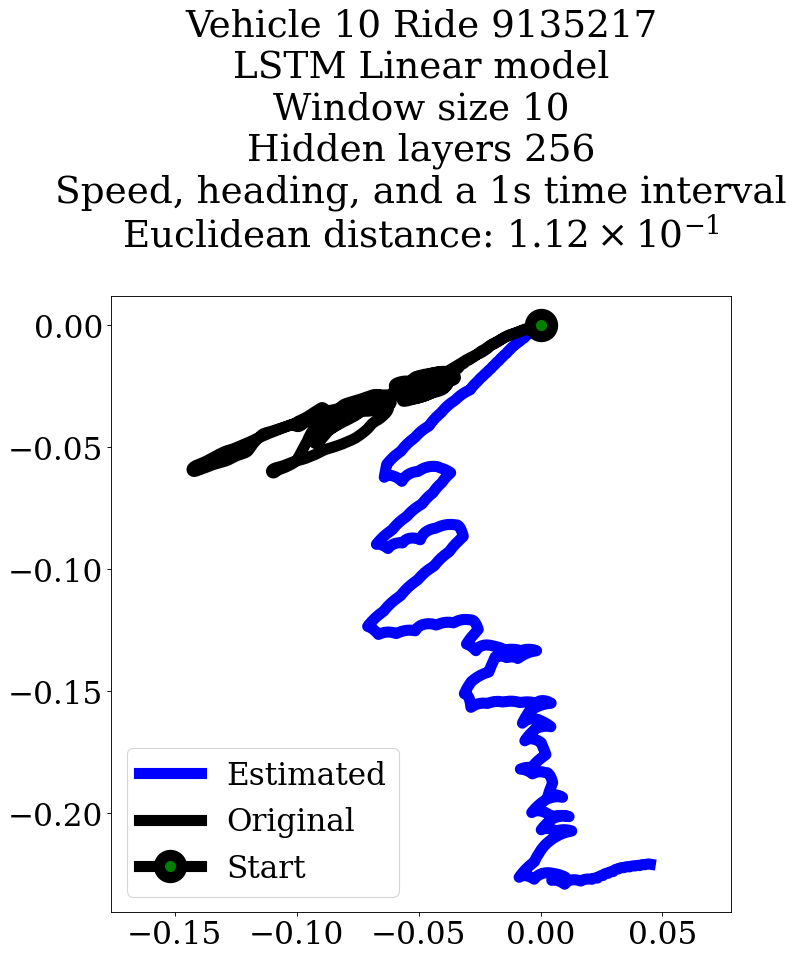 Vehicle 10 Ride 9135217
LSTM Linear model
Window size 10
Hidden layers 256
Speed, heading, and a 1s time interval
Euclidean distance: 1.12 × 10⁻¹
0.00
−0.05
−0.10
−0.15
−0.20
Estimated
Original
Start
−0.15 −0.10 −0.05 0.00 0.05